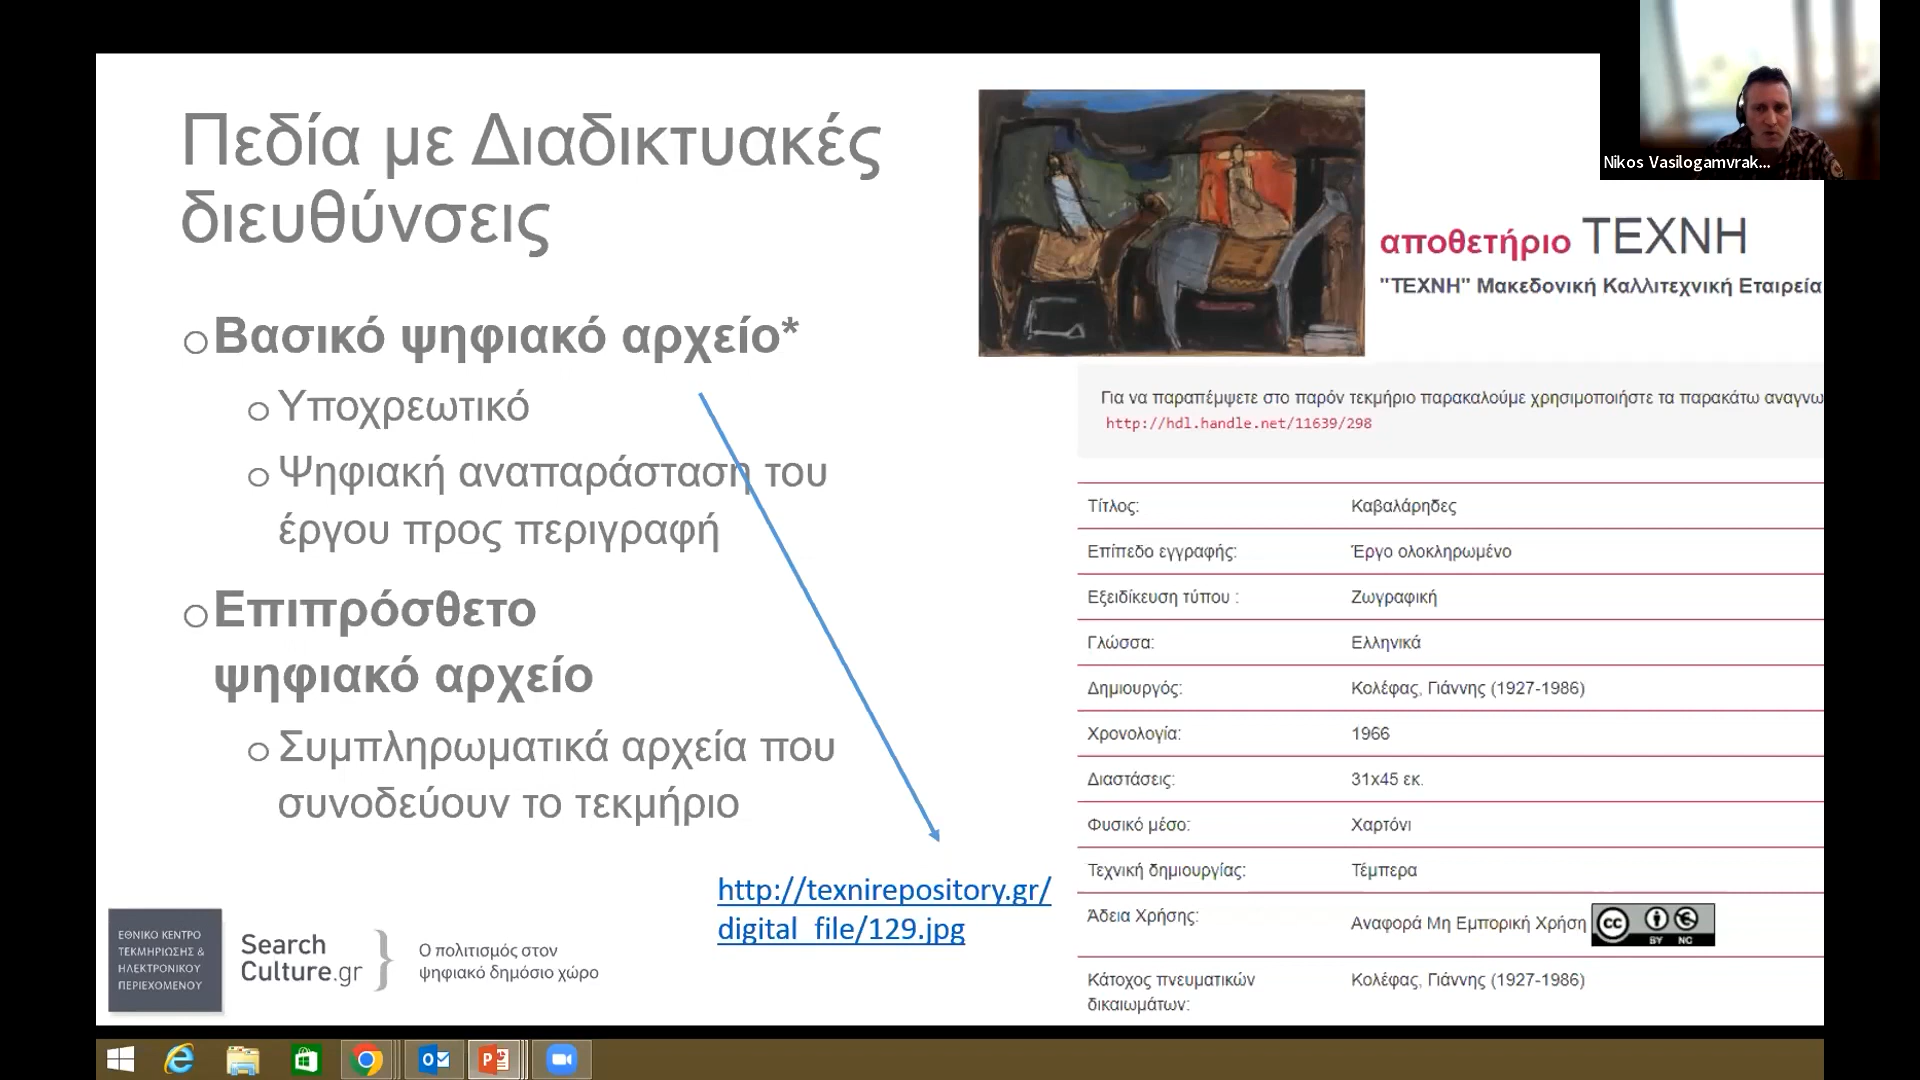 Πεδία με Διαδικτυακές
διευθύνσεις
Βασικό ψηφιακό αρχείο*
Υποχρεωτικό
Ψηφιακή αναπαράσταση του
έργου προς περιγραφή
Επιπρόσθετο
ψηφιακό αρχείο
Συμπληρωματικά αρχεία που
συνοδεύουν το τεκμήριο
http://texnirepository.gr/
digital_file/129.jpg
ΕΘΝΙΚΟ ΚΕΝΤΡΟ
ΤΕΚΜΗΡΙΩΣΗΣ &
ΗΛΕΚΤΡΟΝΙΚΟΥ
ΠΕΡΙΕΧΟΜΕΝΟΥ
Search
Culture.gr
Ο πολιτισμός στον
ψηφιακό δημόσιο χώρο
Nikos Vasilogamvrak...
αποθετήριο ΤΕΧΝΗ
"ΤΕΧΝΗ" Μακεδονική Καλλιτεχνική Εταιρεία
Για να παραπέμψετε στο παρόν τεκμήριο παρακαλούμε χρησιμοποιήστε τα παρακάτω αναγνω
http://hdl.handle.net/11639/298
Τίτλος: Καβαλάρηδες
Επίπεδο εγγραφής: Έργο ολοκληρωμένο
Εξειδίκευση τύπου : Ζωγραφική
Γλώσσα: Ελληνικά
Δημιουργός: Κολέφας, Γιάννης (1927-1986)
Χρονολογία: 1966
Διαστάσεις: 31x45 εκ.
Φυσικό μέσο: Χαρτόνι
Τεχνική δημιουργίας: Τέμπερα
Άδεια Χρήσης: Αναφορά Μη Εμπορική Χρήση cc BY NC
Κάτοχος πνευματικών Κολέφας, Γιάννης (1927-1986)
δικαιωμάτων: